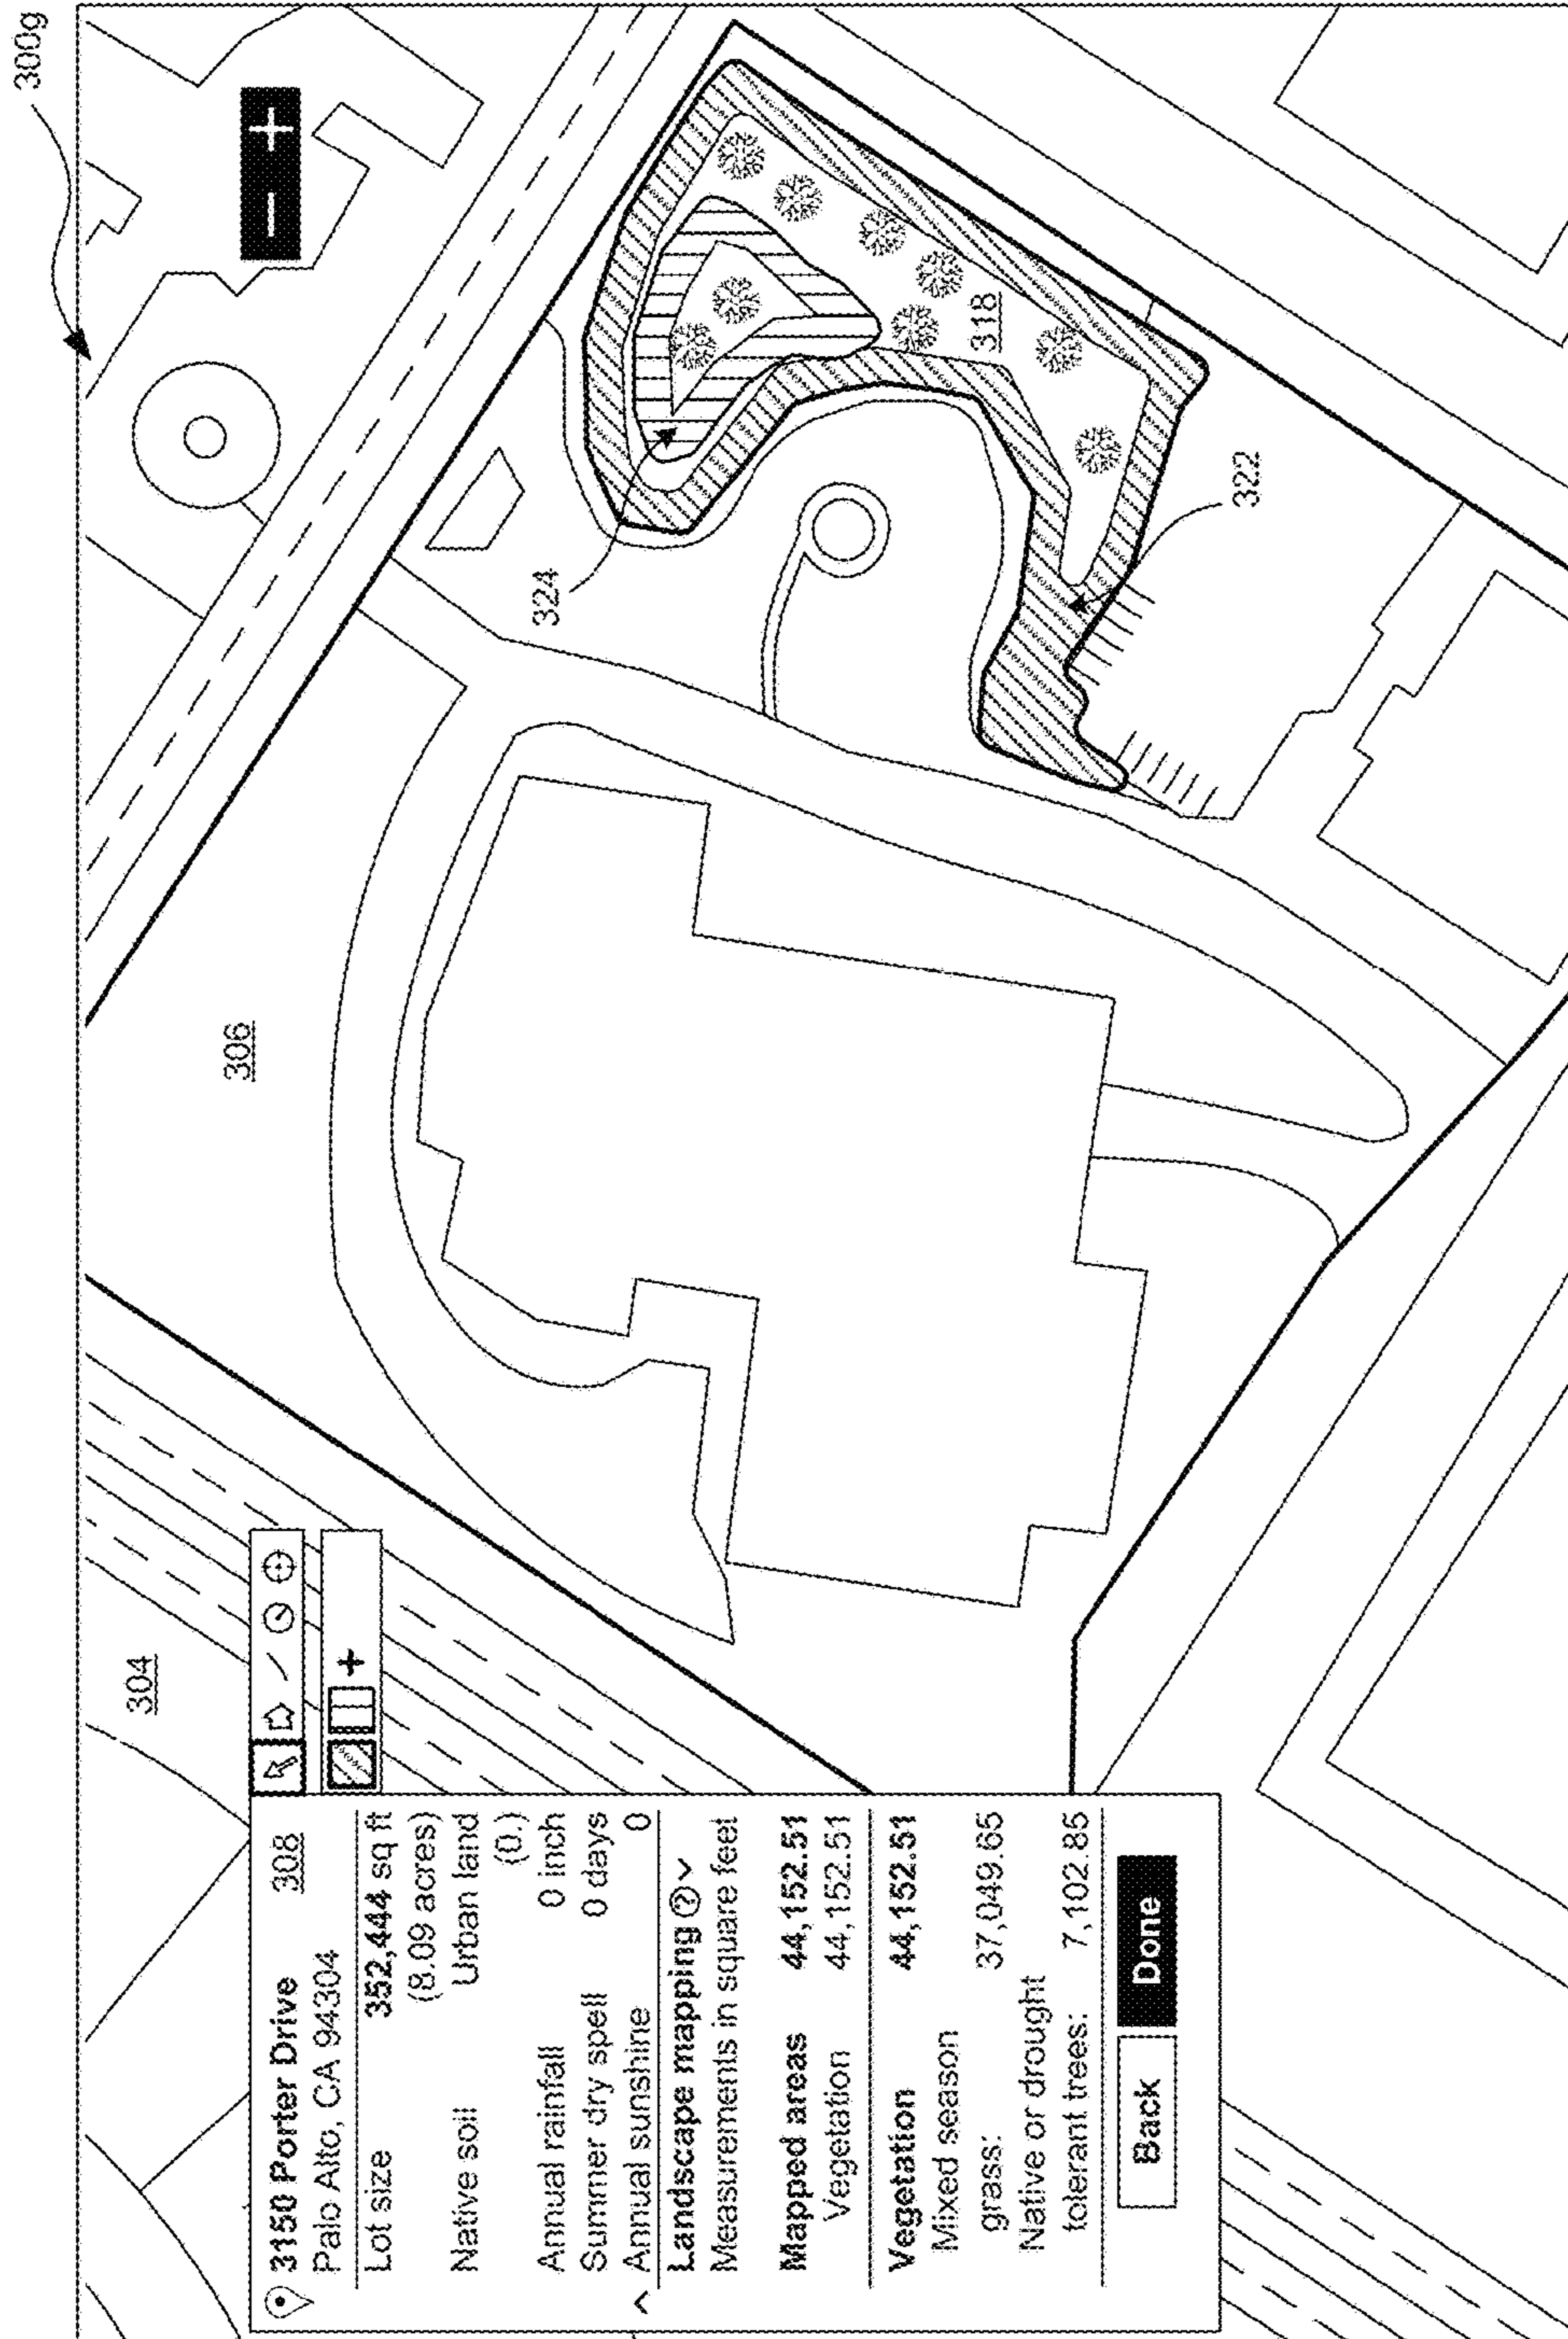 300g
304
306
308
3150 Porter Drive
Palo Alto, CA 94304
Lot size 352,444 sq ft
(8.09 acres)
Native soil Urban land
(0.)
Annual rainfall 0 inch
Summer dry spell 0 days
^ Annual sunshine 0
Landscape mapping ?
Measurements in square feet
Mapped areas 44,152.51
Vegetation 44,152.51
Vegetation 44,152.51
Mixed season
grass: 37,049.65
Native or drought
tolerant trees: 7,102.85
Back Done
− +
324
318
322